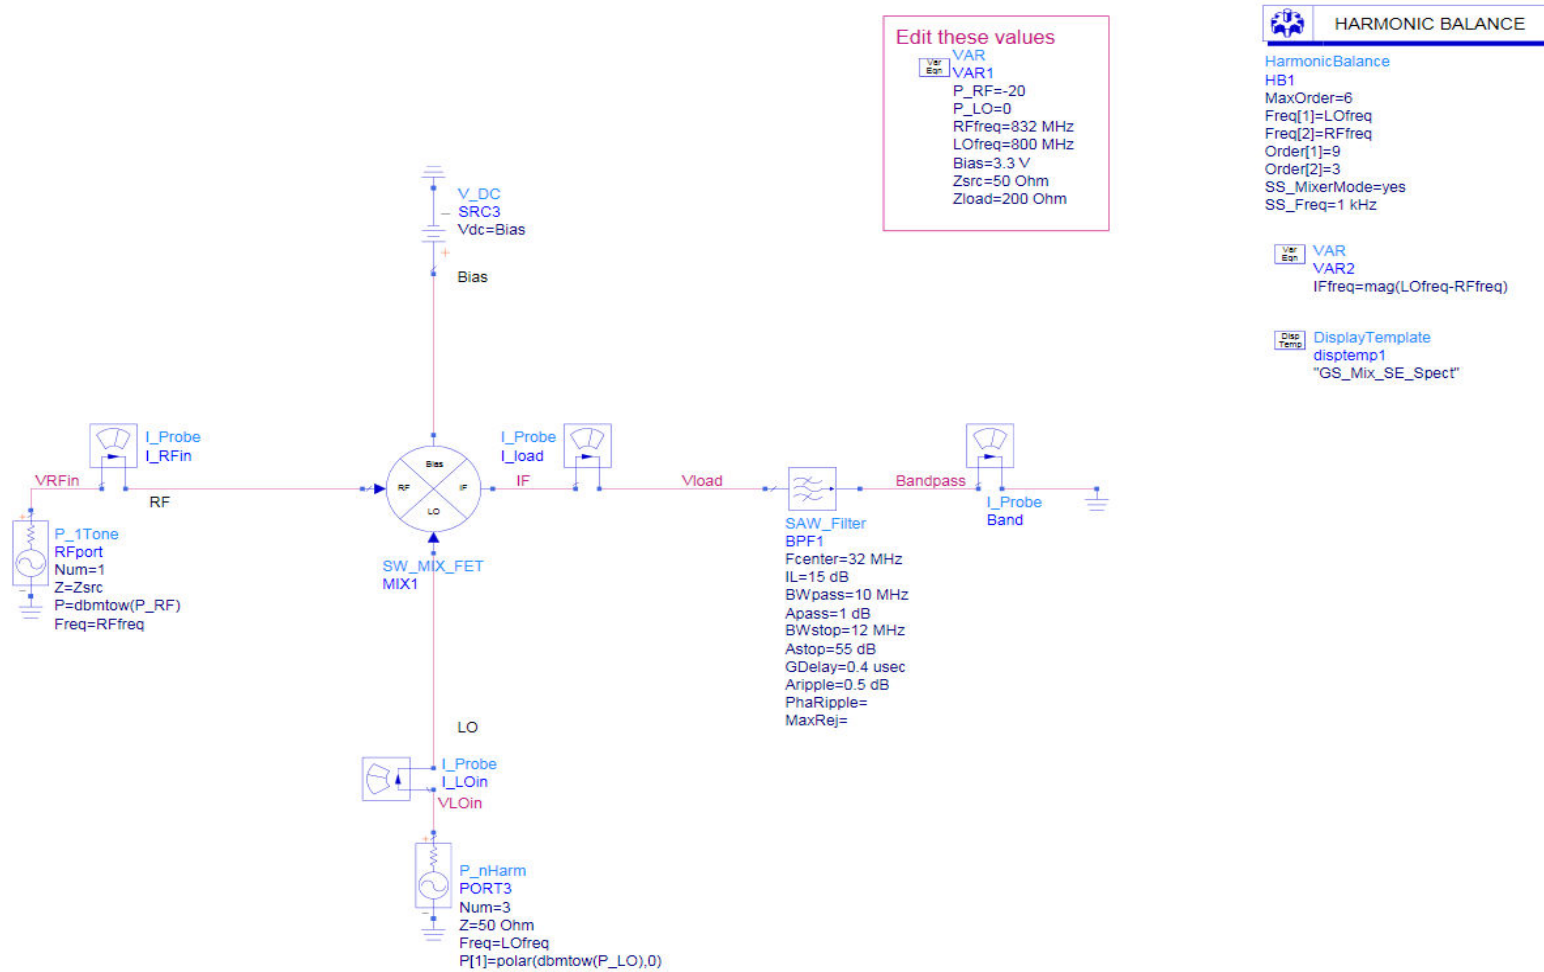 Edit these values
Var
Eqn
VAR
VAR1
P_RF=-20
P_LO=0
RFfreq=832 MHz
LOfreq=800 MHz
Bias=3.3 V
Zsrc=50 Ohm
Zload=200 Ohm
HARMONIC BALANCE
HarmonicBalance
HB1
MaxOrder=6
Freq[1]=LOfreq
Freq[2]=RFfreq
Order[1]=9
Order[2]=3
SS_MixerMode=yes
SS_Freq=1 kHz
Var
Eqn
VAR
VAR2
IFfreq=mag(LOfreq-RFfreq)
Disp
Temp
DisplayTemplate
disptemp1
"GS_Mix_SE_Spect"
V_DC
SRC3
Vdc=Bias
Bias
I_Probe
I_RFin
VRFin
RF
P_1Tone
RFport
Num=1
Z=Zsrc
P=dbmtow(P_RF)
Freq=RFfreq
Bias
RF
IF
LO
SW_MIX_FET
MIX1
I_Probe
I_load
IF
Vload
SAW_Filter
BPF1
Fcenter=32 MHz
IL=15 dB
BWpass=10 MHz
Apass=1 dB
BWstop=12 MHz
Astop=55 dB
GDelay=0.4 usec
Aripple=0.5 dB
PhaRipple=
MaxRej=
Bandpass
I_Probe
Band
LO
I_Probe
I_LOin
VLOin
P_nHarm
PORT3
Num=3
Z=50 Ohm
Freq=LOfreq
P[1]=polar(dbmtow(P_LO),0)